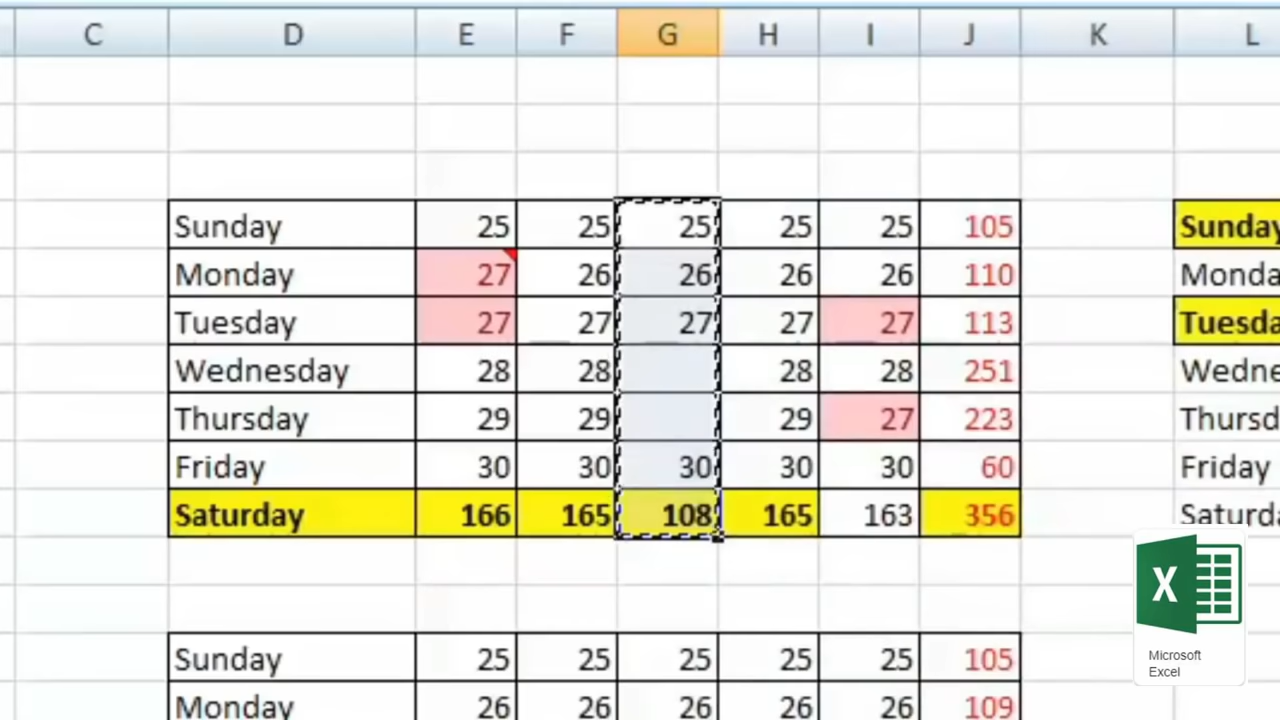 C D E F G H I J K L
Sunday 25 25 25 25 25 105 Sunday
Monday 27 26 26 26 26 110 Monda
Tuesday 27 27 27 27 27 113 Tuesda
Wednesday 28 28 28 28 251 Wedne
Thursday 29 29 29 27 223 Thursd
Friday 30 30 30 30 30 60 Friday
Saturday 166 165 108 165 163 356 Saturda
Sunday 25 25 25 25 25 105
Monday 26 26 26 26 26 109
X
Microsoft
Excel